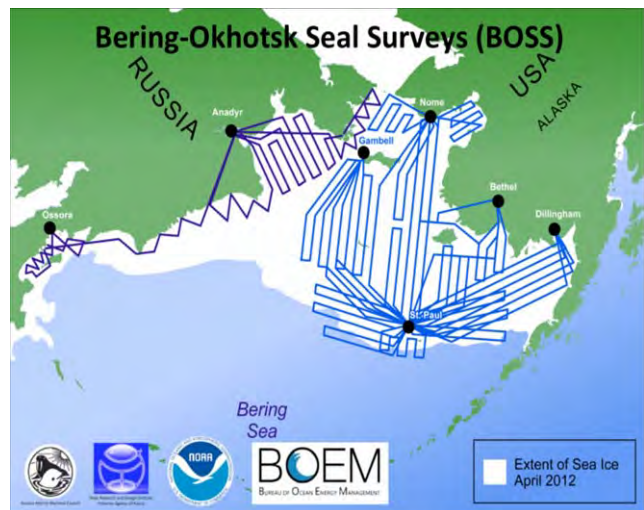 Bering-Okhotsk Seal Surveys (BOSS)
RUSSIA
USA
ALASKA
Anadyr
Nome
Gambell
Bethel
Ossora
Dillingham
St. Paul
Bering
Sea
NOAA
BOEM
BUREAU OF OCEAN ENERGY MANAGEMENT
Extent of Sea Ice
April 2012